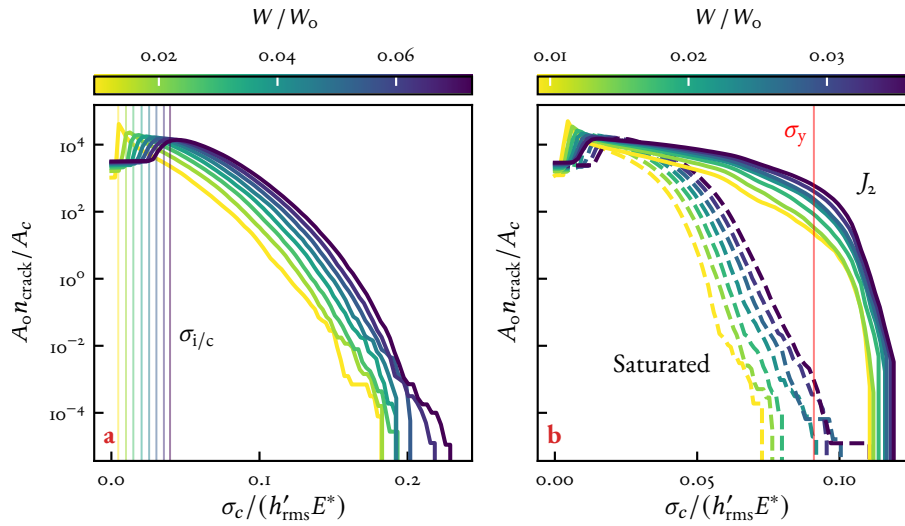 W/W₀ W/W₀
0.02 0.04 0.06 0.01 0.02 0.03
10⁴
10²
10⁰
10⁻²
10⁻⁴
A₀ n_crack/A_c
σ_i/c
a
0.0 0.1 0.2
σ_c/(h′_rms E*)
σ_y
J₂
A₀ n_crack/A_c
Saturated
b
0.00 0.05 0.10
σ_c/(h′_rms E*)